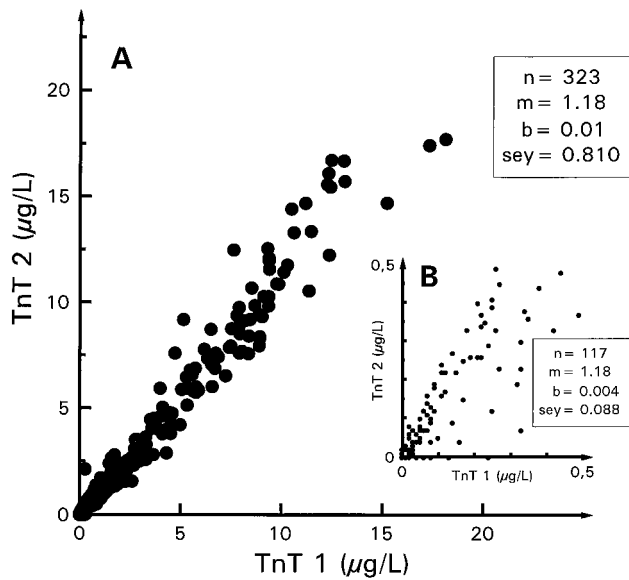 A
TnT 2 (µg/L)
22.5
20
15
10
5
0
0
5
10
15
20
TnT 1 (µg/L)
n = 323
m = 1.18
b = 0.01
sey = 0.810
B
TnT 2 (µg/L)
0,5
0
0
0,5
TnT 1 (µg/L)
n = 117
m = 1.18
b = 0.004
sey = 0.088